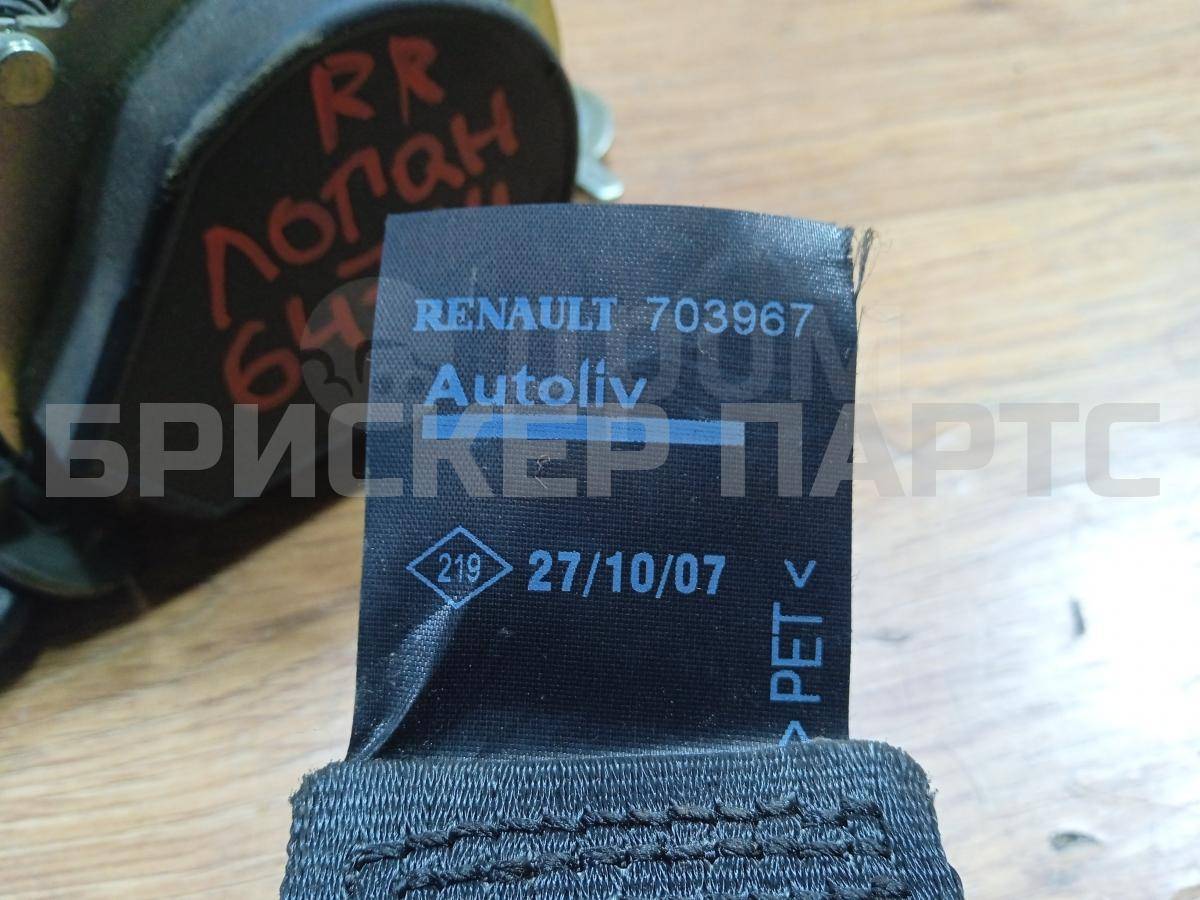 RR
ЛОГАН
RENAULT 703967
Autoliv
БРИСКЕР ПАРТС
219 27/10/07
>PET<